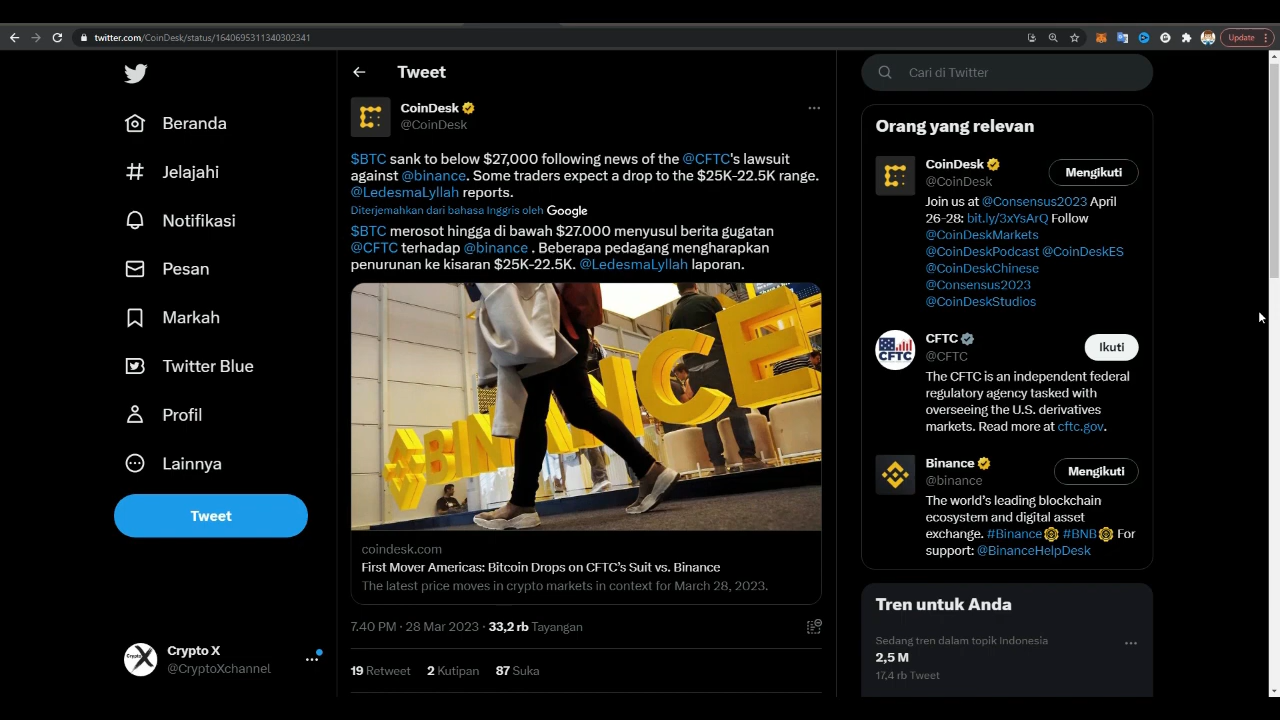 twitter.com/CoinDesk/status/1640695311340302341
Update
Beranda
Jelajahi
Notifikasi
Pesan
Markah
Twitter Blue
Profil
Lainnya
Tweet
Crypto X
@CryptoXchannel
Tweet
CoinDesk
@CoinDesk
$BTC sank to below $27,000 following news of the @CFTC's lawsuit
against @binance. Some traders expect a drop to the $25K-22.5K range.
@LedesmaLyllah reports.
Diterjemahkan dari bahasa Inggris oleh Google
$BTC merosot hingga di bawah $27.000 menyusul berita gugatan
@CFTC terhadap @binance . Beberapa pedagang mengharapkan
penurunan ke kisaran $25K-22.5K. @LedesmaLyllah laporan.
#BINANCE
coindesk.com
First Mover Americas: Bitcoin Drops on CFTC's Suit vs. Binance
The latest price moves in crypto markets in context for March 28, 2023.
7.40 PM · 28 Mar 2023 · 33,2 rb Tayangan
19 Retweet 2 Kutipan 87 Suka
Cari di Twitter
Orang yang relevan
CoinDesk
@CoinDesk
Mengikuti
Join us at @Consensus2023 April
26-28: bit.ly/3xYsArQ Follow
@CoinDeskMarkets
@CoinDeskPodcast @CoinDeskES
@CoinDeskChinese
@Consensus2023
@CoinDeskStudios
CFTC
CFTC
@CFTC
Ikuti
The CFTC is an independent federal
regulatory agency tasked with
overseeing the U.S. derivatives
markets. Read more at cftc.gov.
Binance
@binance
Mengikuti
The world's leading blockchain
ecosystem and digital asset
exchange. #Binance #BNB For
support: @BinanceHelpDesk
Tren untuk Anda
Sedang tren dalam topik Indonesia
2,5 M
17,4 rb Tweet